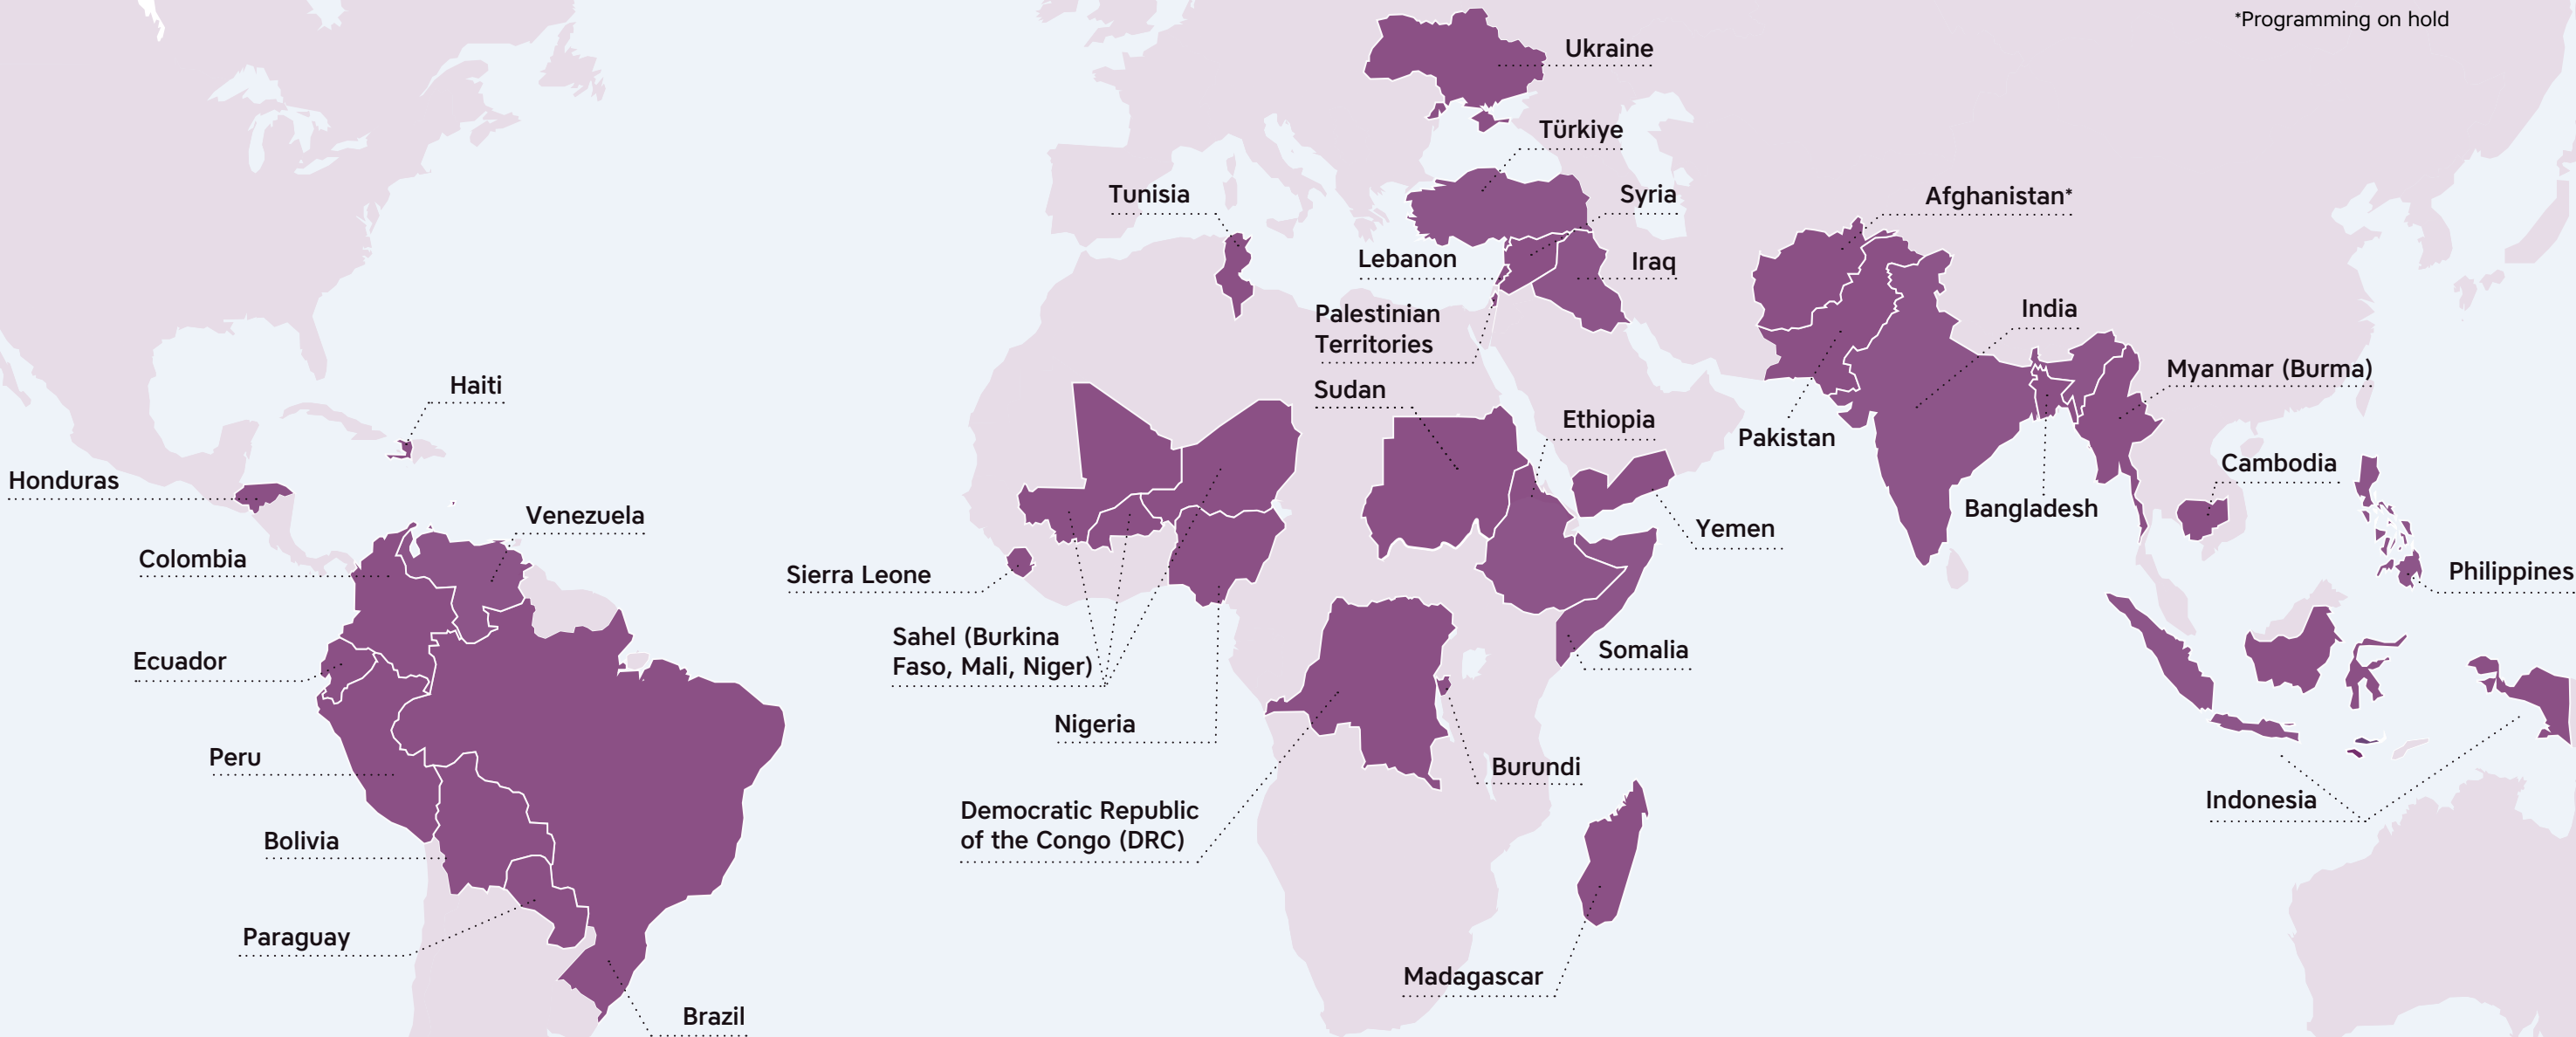 *Programming on hold
Ukraine
Türkiye
Tunisia
Syria
Afghanistan*
Lebanon
Iraq
Palestinian
Territories
India
Sudan
Myanmar (Burma)
Haiti
Ethiopia
Pakistan
Cambodia
Honduras
Bangladesh
Venezuela
Yemen
Colombia
Sierra Leone
Philippines
Sahel (Burkina
Faso, Mali, Niger)
Somalia
Ecuador
Nigeria
Peru
Burundi
Democratic Republic
of the Congo (DRC)
Indonesia
Bolivia
Paraguay
Madagascar
Brazil